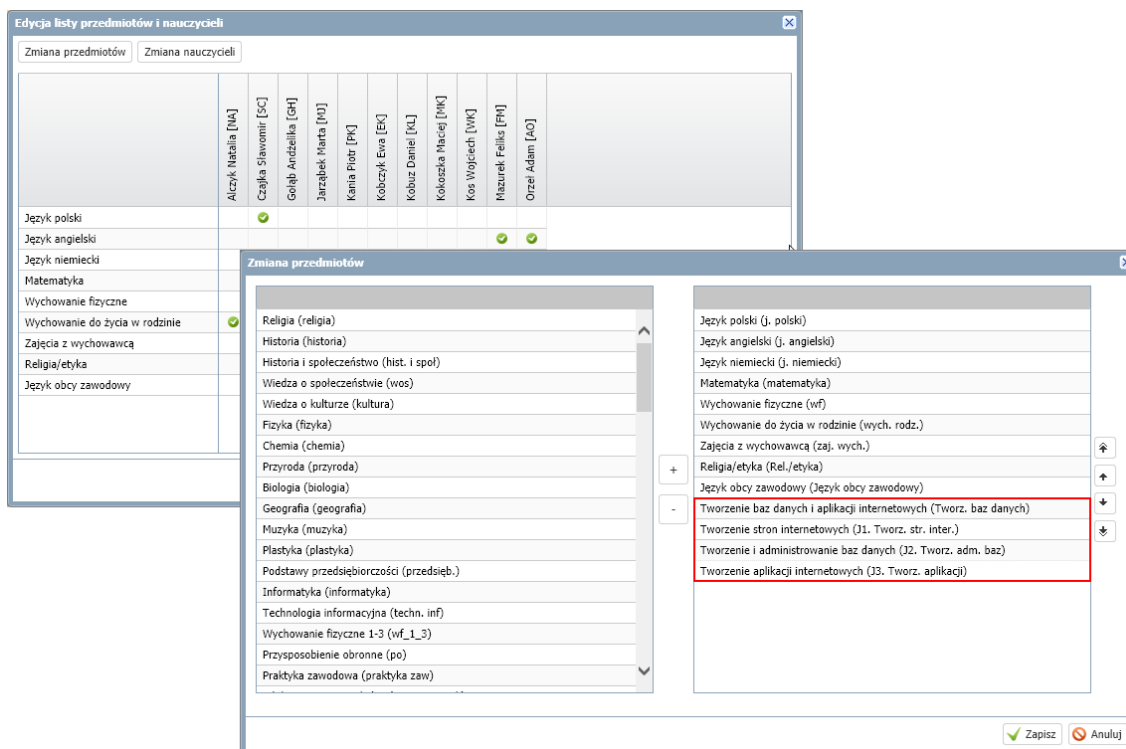 Edycja listy przedmiotów i nauczycieli
Zmiana przedmiotów
Zmiana nauczycieli
Alczyk Natalia [NA]
Czajka Sławomir [SC]
Gołąb Andżelika [GH]
Jarząbek Marta [MJ]
Kania Piotr [PK]
Kobczyk Ewa [EK]
Kobuz Daniel [KL]
Kokoszka Maciej [MK]
Kos Wojciech [WK]
Mazurek Feliks [FM]
Orzeł Adam [AO]
Język polski
Język angielski
Język niemiecki
Matematyka
Wychowanie fizyczne
Wychowanie do życia w rodzinie
Zajęcia z wychowawcą
Religia/etyka
Język obcy zawodowy
Zmiana przedmiotów
Religia (religia)
Historia (historia)
Historia i społeczeństwo (hist. i społ)
Wiedza o społeczeństwie (wos)
Wiedza o kulturze (kultura)
Fizyka (fizyka)
Chemia (chemia)
Przyroda (przyroda)
Biologia (biologia)
Geografia (geografia)
Muzyka (muzyka)
Plastyka (plastyka)
Podstawy przedsiębiorczości (przedsięb.)
Informatyka (informatyka)
Technologia informacyjna (techn. inf)
Wychowanie fizyczne 1-3 (wf_1_3)
Przysposobienie obronne (po)
Praktyka zawodowa (praktyka zaw)
+
-
Język polski (j. polski)
Język angielski (j. angielski)
Język niemiecki (j. niemiecki)
Matematyka (matematyka)
Wychowanie fizyczne (wf)
Wychowanie do życia w rodzinie (wych. rodz.)
Zajęcia z wychowawcą (zaj. wych.)
Religia/etyka (Rel./etyka)
Język obcy zawodowy (Język obcy zawodowy)
Tworzenie baz danych i aplikacji internetowych (Tworz. baz danych)
Tworzenie stron internetowych (J1. Tworz. str. inter.)
Tworzenie i administrowanie baz danych (J2. Tworz. adm. baz)
Tworzenie aplikacji internetowych (J3. Tworz. aplikacji)
Zapisz
Anuluj